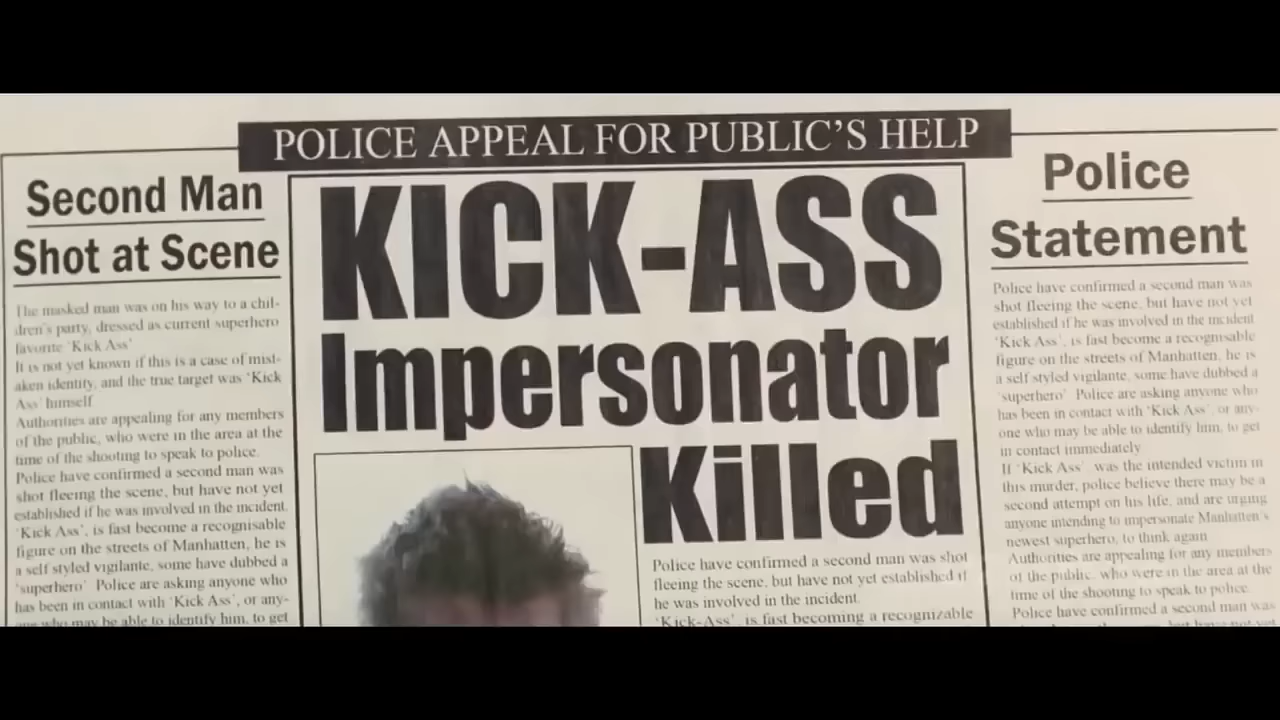 POLICE APPEAL FOR PUBLIC'S HELP
Second Man
Shot at Scene
The masked man was on his way to a chil-
dren's party, dressed as current superhero
favorite 'Kick Ass'
It is not yet known if this is a case of mist-
aken identity, and the true target was 'Kick
Ass' himself
Authorities are appealing for any members
of the public, who were in the area at the
time of the shooting to speak to police.
Police have confirmed a second man was
shot fleeing the scene, but have not yet
established if he was involved in the incident.
'Kick Ass', is fast become a recognisable
figure on the streets of Manhatten, he is
a self styled vigilante, some have dubbed a
'superhero' Police are asking anyone who
has been in contact with 'Kick Ass', or any-
one who may be able to identify him, to get
KICK-ASS
Impersonator
Killed
Police have confirmed a second man was shot
fleeing the scene, but have not yet established if
he was involved in the incident.
'Kick-Ass', is fast becoming a recognizable
Police
Statement
Police have confirmed a second man was
shot fleeing the scene, but have not yet
established if he was involved in the incident
'Kick Ass', is fast become a recognisable
figure on the streets of Manhatten, he is
a self styled vigilante, some have dubbed a
'superhero' Police are asking anyone who
has been in contact with 'Kick Ass', or any-
one who may be able to identify him, to get
in contact immediately
If 'Kick Ass' was the intended victim in
this murder, police believe there may be a
second attempt on his life, and are urging
anyone intending to impersonate Manhatten's
newest superhero, to think again
Authorities are appealing for any members
of the public, who were in the area at the
time of the shooting to speak to police.
Police have confirmed a second man was
but have not yet